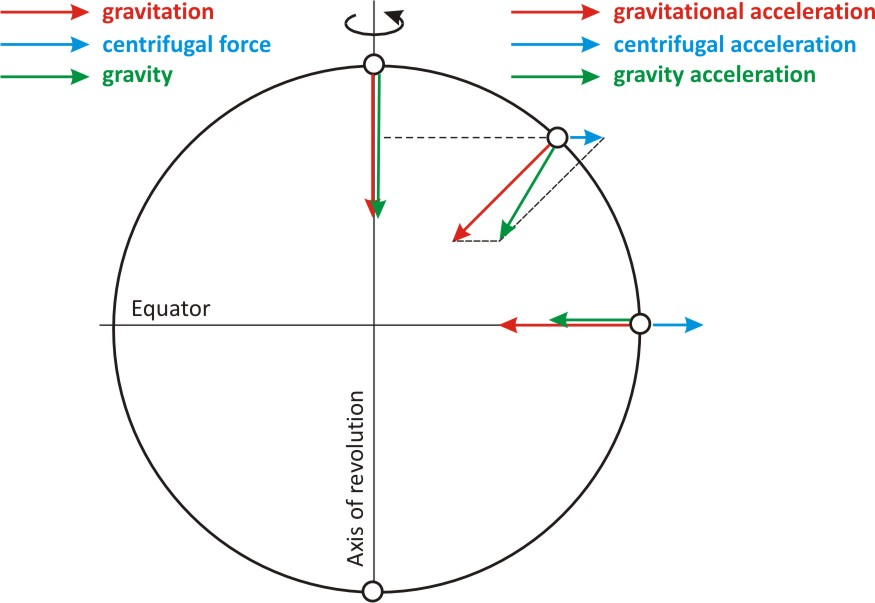 gravitation
centrifugal force
gravity
gravitational acceleration
centrifugal acceleration
gravity acceleration
Equator
Axis of revolution